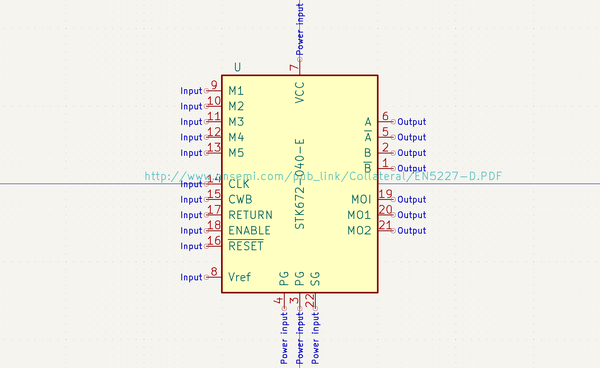 Power input
7
U
VCC
Input 9 M1
Input 10 M2
Input 11 M3
Input 12 M4
Input 13 M5
Input 14 CLK
Input 15 CWB
Input 17 RETURN
Input 18 ENABLE
Input 16 RESET
Input 8 Vref
STK672-040-E
http://www.onsemi.com/pub_link/Collateral/EN5227-D.PDF
A 6 Output
A 5 Output
B 2 Output
B 1 Output
MOI 19 Output
MO1 20 Output
MO2 21 Output
PG PG SG
4 3 22
Power input Power input Power input